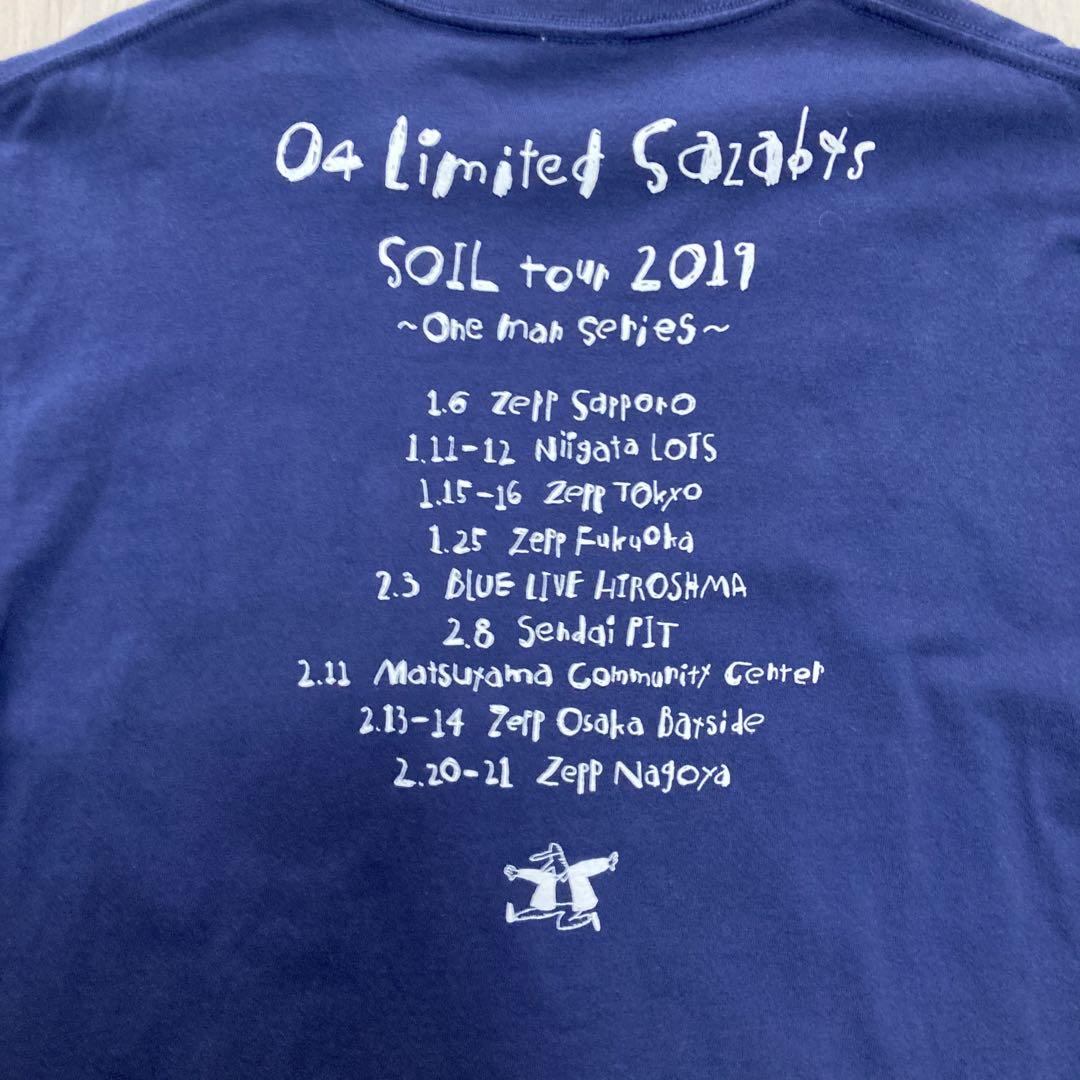 04 Limited Sazabys
SOIL tour 2019
~One man series~
1.6 Zepp Sapporo
1.11-12 Niigata LOTS
1.15-16 Zepp TOkyo
1.25 Zepp FukuOka
2.3 BLUE LIVE HIROSHMA
2.8 Sendai PIT
2.11 Matsuyama Community Center
2.13-14 Zepp Osaka Bayside
2.20-21 Zepp Nagoya